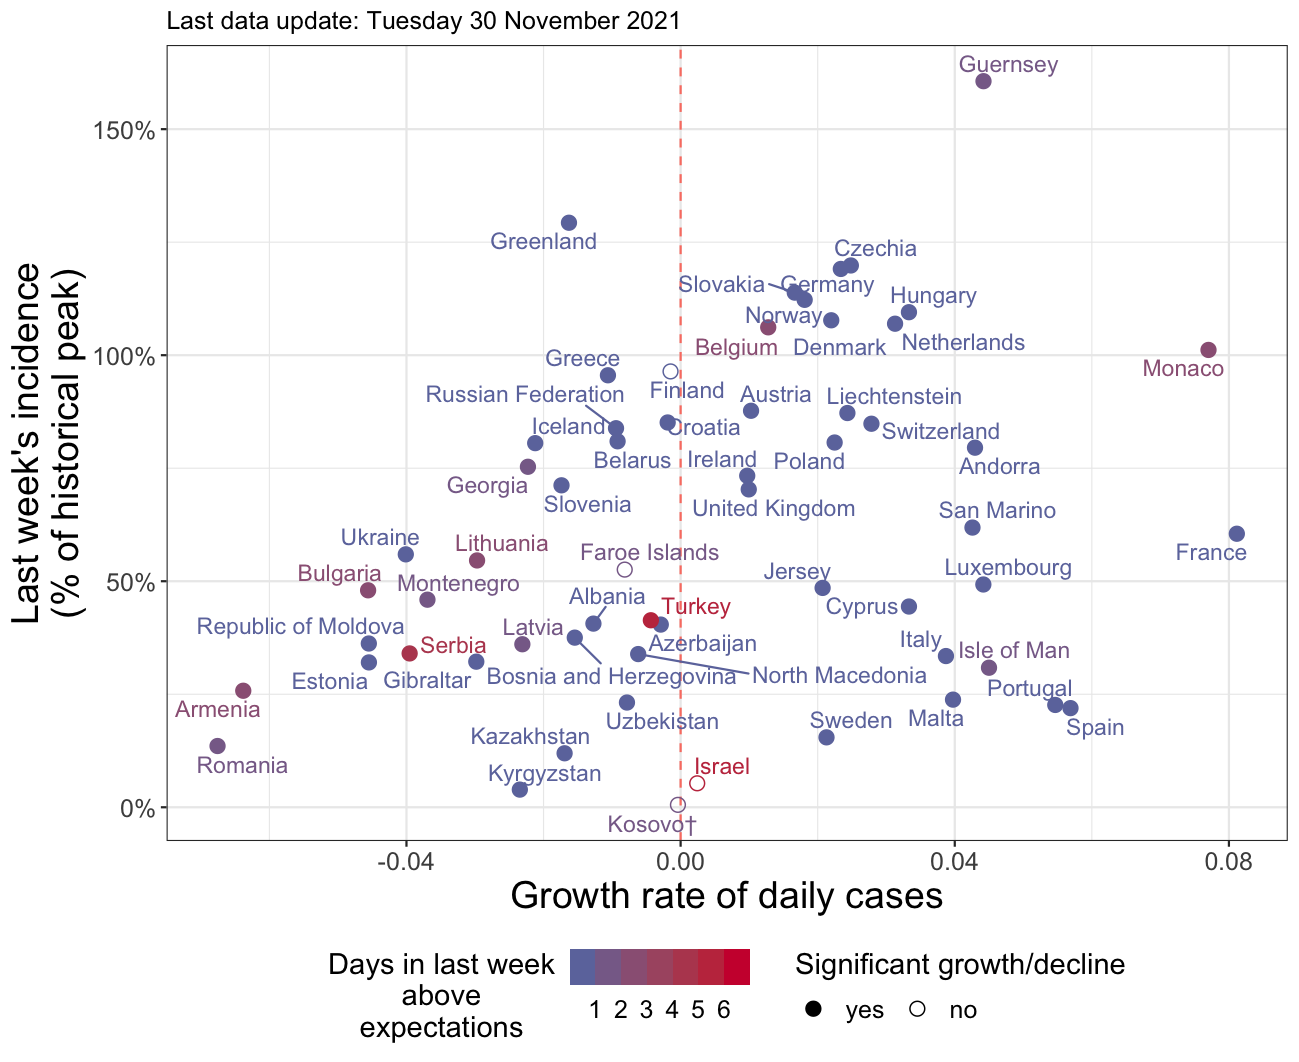 Last data update: Tuesday 30 November 2021
Last week's incidence
(% of historical peak)
150%
100%
50%
0%
Guernsey
Greenland
Czechia
Slovakia
Germany
Hungary
Norway
Netherlands
Belgium
Denmark
Monaco
Greece
Finland
Russian Federation
Austria
Liechtenstein
Iceland
Croatia
Switzerland
Belarus
Ireland
Poland
Andorra
Georgia
Slovenia
United Kingdom
San Marino
Ukraine
Lithuania
Faroe Islands
France
Bulgaria
Montenegro
Jersey
Luxembourg
Albania
Turkey
Cyprus
Republic of Moldova
Latvia
Serbia
Azerbaijan
Italy
Isle of Man
Estonia
Gibraltar
Bosnia and Herzegovina
North Macedonia
Portugal
Armenia
Uzbekistan
Sweden
Malta
Spain
Kazakhstan
Romania
Kyrgyzstan
Israel
Kosovo†
-0.04
0.00
0.04
0.08
Growth rate of daily cases
Days in last week
above
expectations
1 2 3 4 5 6
Significant growth/decline
yes
no